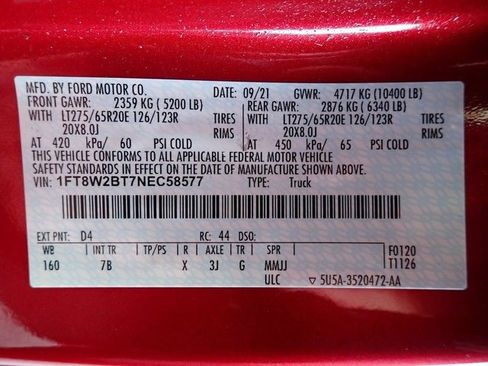 MFD. BY FORD MOTOR CO. DATE: 09/21 GVWR: 4717 KG (10400 LB)
FRONT GAWR: 2359 KG (5200 LB) REAR GAWR: 2876 KG (6340 LB)
WITH LT275/65R20E 126/123R TIRES WITH LT275/65R20E 126/123R TIRES
20X8.0J RIMS 20X8.0J RIMS
AT 420 kPa/ 60 PSI COLD AT 450 kPa/ 65 PSI COLD
THIS VEHICLE CONFORMS TO ALL APPLICABLE FEDERAL MOTOR VEHICLE
SAFETY STANDARDS IN EFFECT ON THE DATE OF MANUFACTURE SHOWN ABOVE.
VIN: 1FT8W2BT7NEC58577 TYPE: Truck
EXT PNT: D4 RC: 44 DSO:
WB INT TR TP/PS R AXLE TR SPR F0120
160 7B X 3J G MMJJ T1126
ULC ▽ 5U5A-3520472-AA